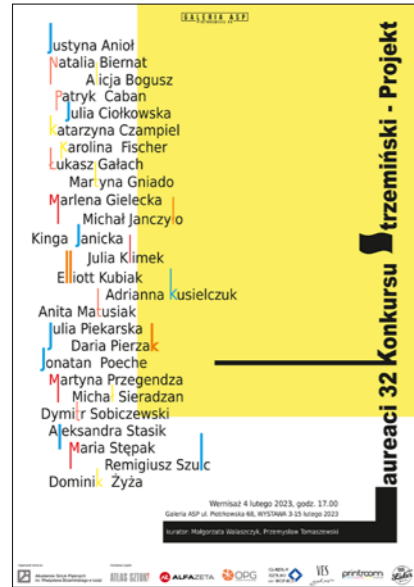 GALERIA ASP
Justyna Anioł
Natalia Biernat
Alicja Bogusz
Patryk Caban
Julia Ciołkowska
Katarzyna Czampiel
Karolina Fischer
Łukasz Gałach
Martyna Gniado
Marlena Gielecka
Michał Janczylo
Kinga Janicka
Julia Klimek
Elliott Kubiak
Adrianna Kusielczuk
Anita Matusiak
Julia Piekarska
Daria Pierzak
Jonatan Poeche
Martyna Przegendza
Michał Sieradzan
Dymitr Sobiczewski
Aleksandra Stasik
Maria Stępak
Remigiusz Szulc
Dominik Żyża
Laureaci 32 Konkursu Strzemiński - Projekt
Wernisaż 4 lutego 2023, godz. 17.00
Galeria ASP ul. Piotrkowska 68, WYSTAWA 3-15 lutego 2023
kurator: Małgorzata Walaszczyk, Przemysław Tomaszewski
ATLAS SZTUKI
ALFAZETA
OPG
YES
printroom